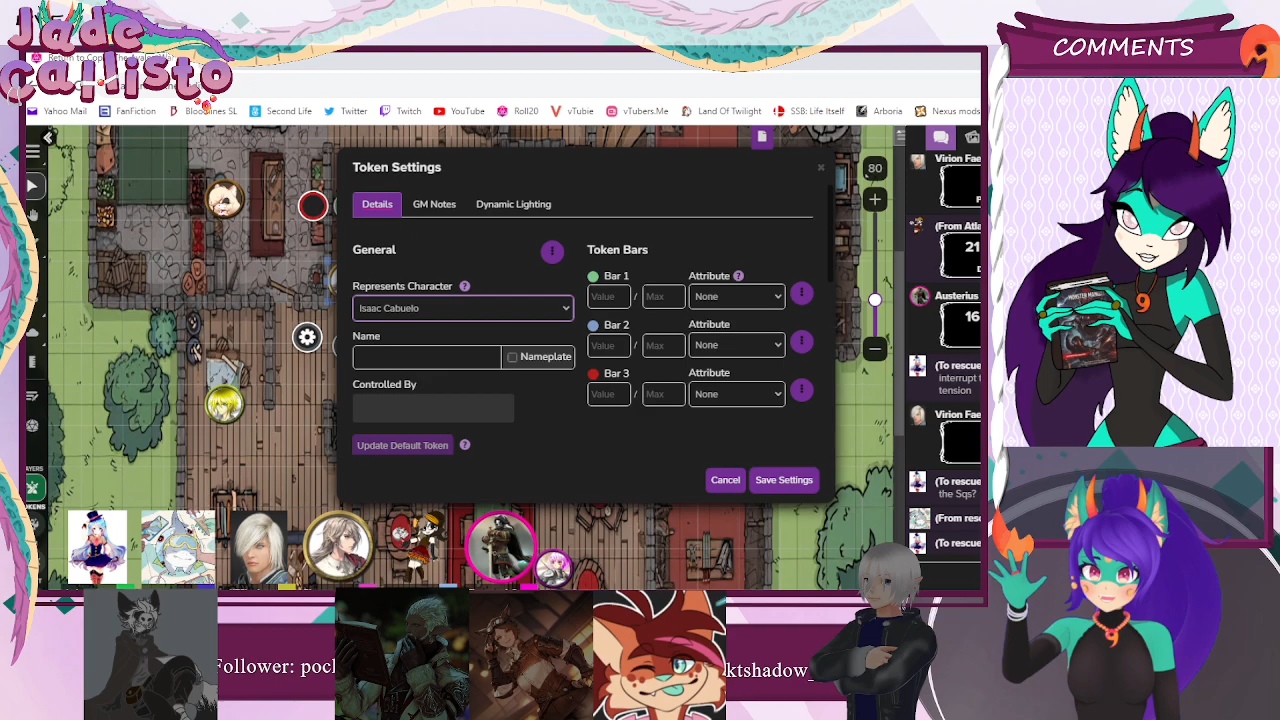 Jade
Callisto
COMMENTS
Yahoo Mail
FanFiction
Bloodlines SL
Second Life
Twitter
Twitch
YouTube
Roll20
vTubie
vTubers.Me
Land Of Twilight
SSB: Life Itself
Arboria
Nexus mods
Token Settings
80
Details
GM Notes
Dynamic Lighting
General
Represents Character
Isaac Cabuelo
Name
Nameplate
Controlled By
Update Default Token
Token Bars
Bar 1
Attribute
Value / Max
None
Bar 2
Attribute
Value / Max
None
Bar 3
Attribute
Value / Max
None
Cancel
Save Settings
Virion Fae
(From Atla
21
Austerius
16
(To rescue
interrupt t
tension
Virion Fae
(To rescue
the Sqs?
(From res
(To rescue
MONSTER
9
Follower: pocl
ktshadow_